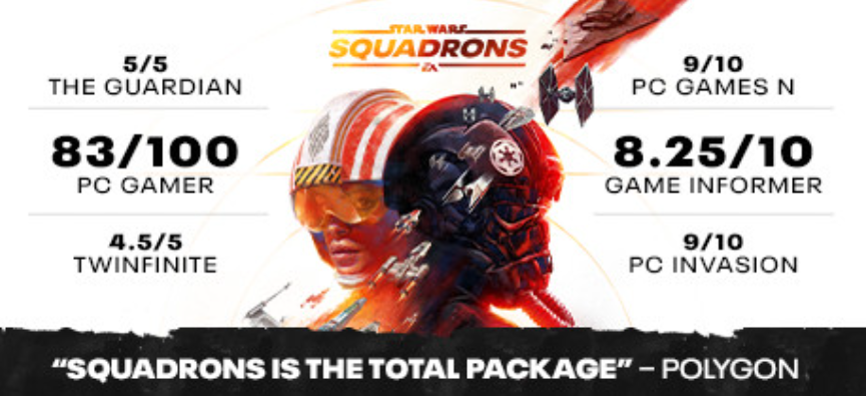 STAR WARS
SQUADRONS
EA
5/5
THE GUARDIAN
83/100
PC GAMER
4.5/5
TWINFINITE
9/10
PC GAMES N
8.25/10
GAME INFORMER
9/10
PC INVASION
“SQUADRONS IS THE TOTAL PACKAGE” – POLYGON